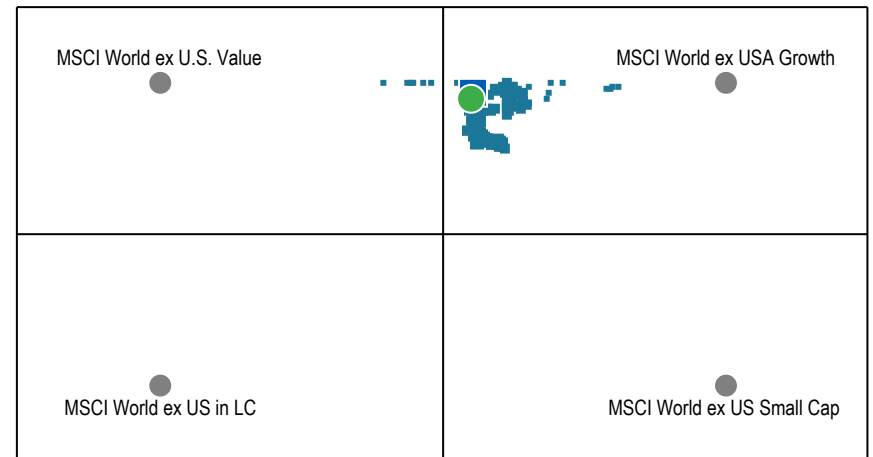 MSCI World ex U.S. Value
MSCI World ex USA Growth
MSCI World ex US in LC
MSCI World ex US Small Cap